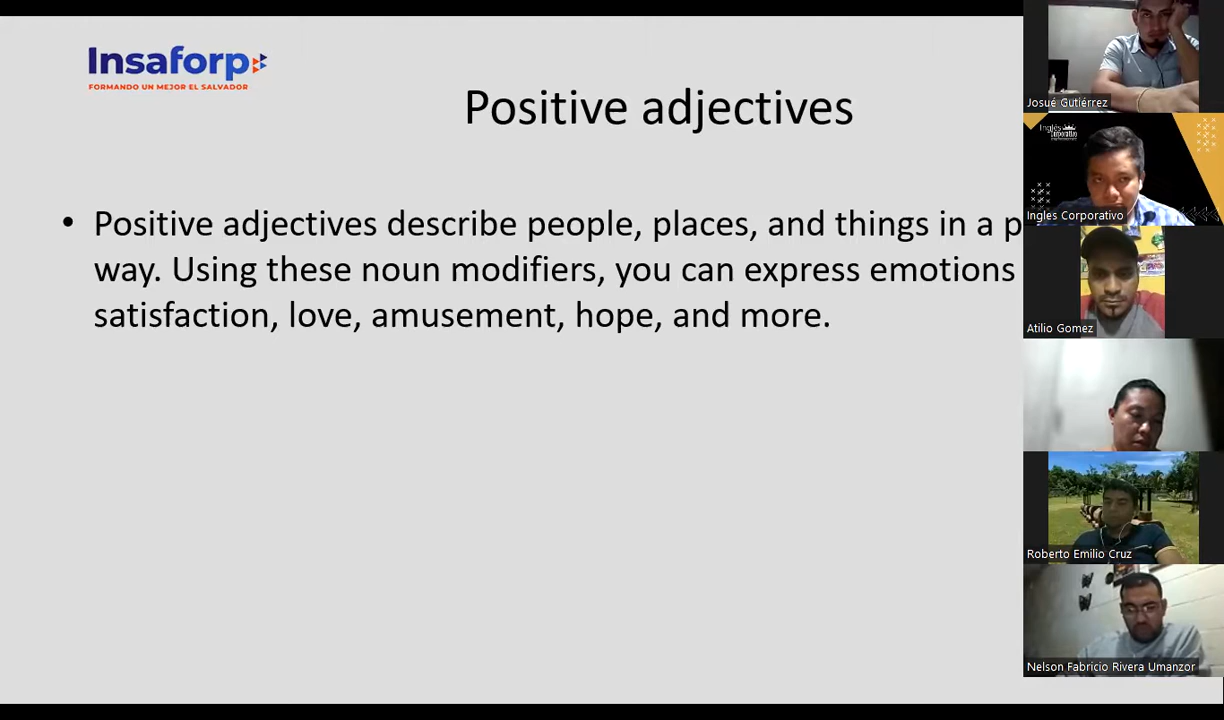 Insaforp
FORMANDO UN MEJOR EL SALVADOR
Positive adjectives
• Positive adjectives describe people, places, and things in a p
way. Using these noun modifiers, you can express emotions
satisfaction, love, amusement, hope, and more.
Josué Gutiérrez
Inglés
Corporativo
Ingles Corporativo
Atilio Gomez
Roberto Emilio Cruz
Nelson Fabricio Rivera Umanzor